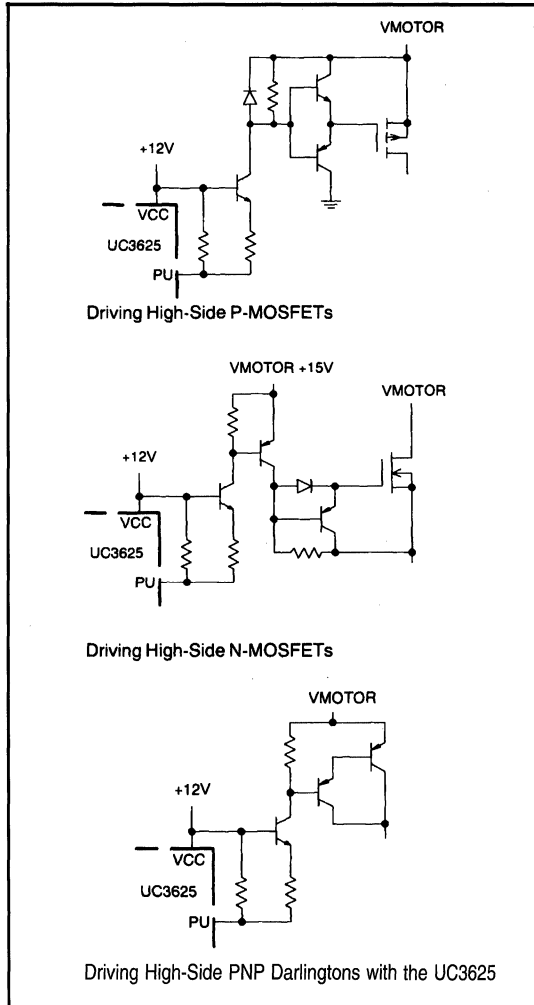 VMOTOR
+12V
VCC
UC3625
PU
Driving High-Side P-MOSFETs
VMOTOR +15V
VMOTOR
+12V
VCC
UC3625
PU
Driving High-Side N-MOSFETs
VMOTOR
+12V
VCC
UC3625
PU
Driving High-Side PNP Darlingtons with the UC3625